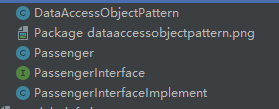 DataAccessObjectPattern
Package dataaccessobjectpattern.png
Passenger
PassengerInterface
PassengerInterfaceImplement